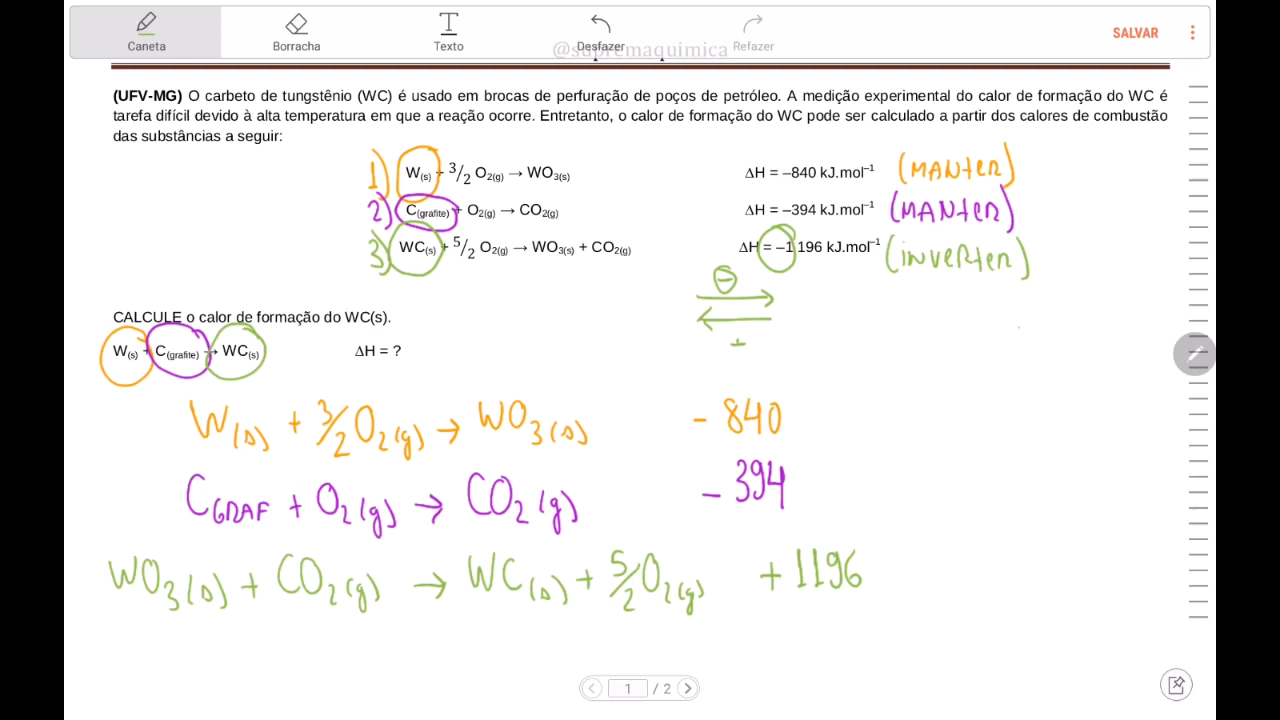 Caneta Borracha Texto Desfazer Refazer SALVAR
@supremaquimica
(UFV-MG) O carbeto de tungstênio (WC) é usado em brocas de perfuração de poços de petróleo. A medição experimental do calor de formação do WC é
tarefa difícil devido à alta temperatura em que a reação ocorre. Entretanto, o calor de formação do WC pode ser calculado a partir dos calores de combustão
das substâncias a seguir:
1) W(s) + 3/2 O2(g) → WO3(s) ΔH = –840 kJ.mol–1 (MANTER)
2) C(grafite) + O2(g) → CO2(g) ΔH = –394 kJ.mol–1 (MANTER)
3) WC(s) + 5/2 O2(g) → WO3(s) + CO2(g) ΔH = –1 196 kJ.mol–1 (INVERTER)
−
+
CALCULE o calor de formação do WC(s).
W(s) + C(grafite) → WC(s) ΔH = ?
W(s) + 3/2 O2(g) → WO3(s) - 840
CGRAF + O2(g) → CO2(g) - 394
WO3(s) + CO2(g) → WC(s) + 5/2 O2(g) + 1196
1 / 2